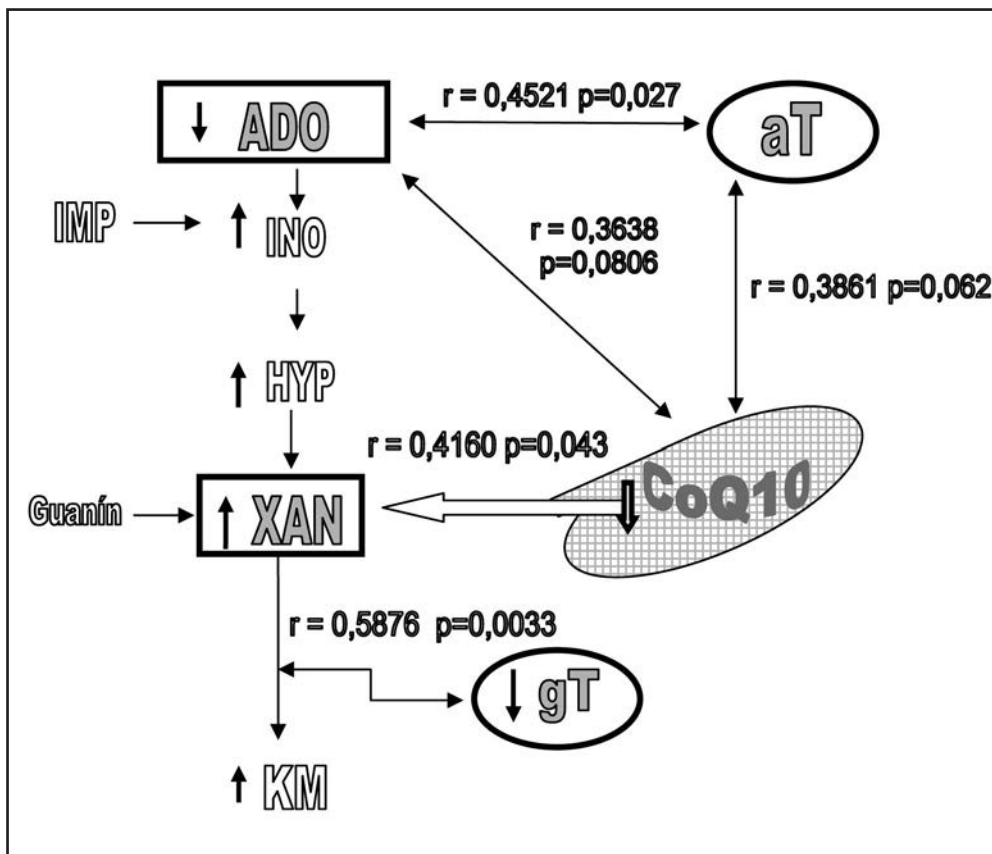 r = 0,4521 p=0,027
ADO
aT
IMP
INO
r = 0,3638
p=0,0806
r = 0,3861 p=0,062
HYP
r = 0,4160 p=0,043
CoQ10
Guanín
XAN
r = 0,5876 p=0,0033
gT
KM